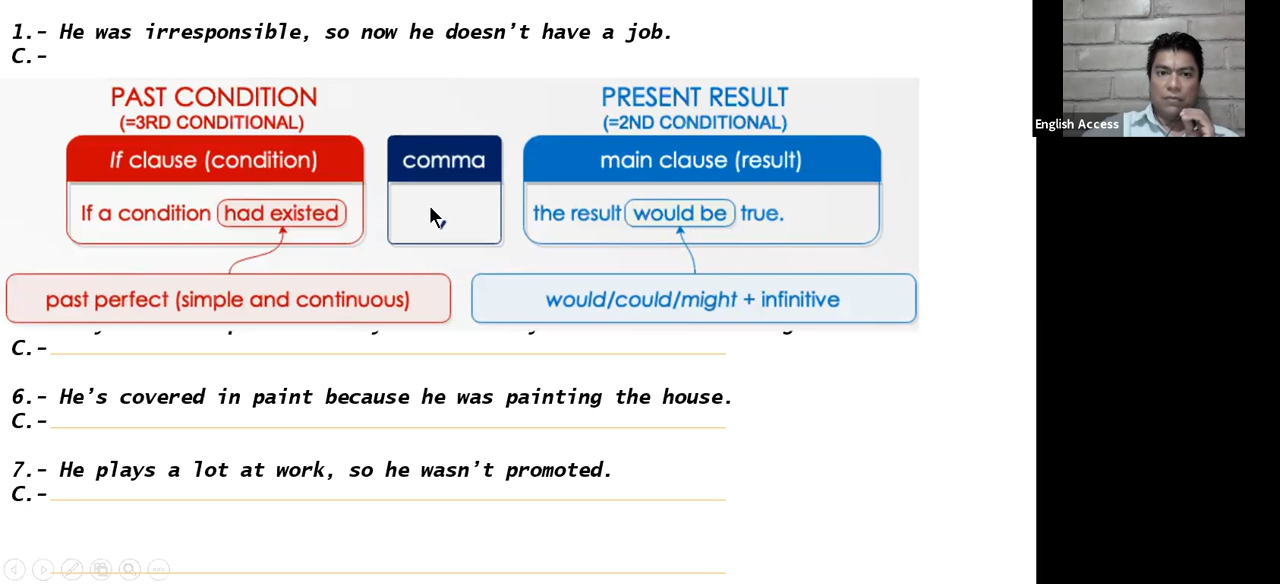 1.- He was irresponsible, so now he doesn't have a job.
C.-
PAST CONDITION
(=3RD CONDITIONAL)
If clause (condition)
If a condition had existed
past perfect (simple and continuous)
comma
PRESENT RESULT
(=2ND CONDITIONAL)
main clause (result)
the result would be true.
would/could/might + infinitive
C.-
6.- He's covered in paint because he was painting the house.
C.-
7.- He plays a lot at work, so he wasn't promoted.
C.-
English Access